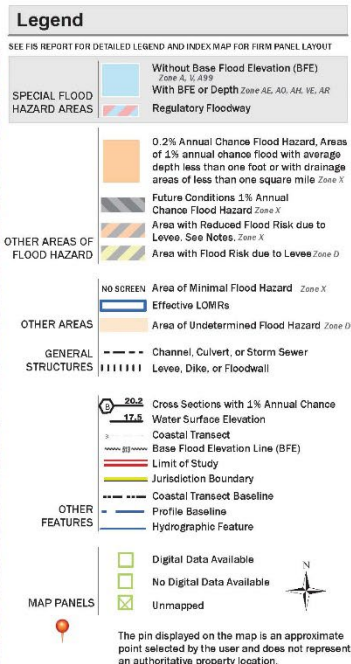 Legend
SEE FIS REPORT FOR DETAILED LEGEND AND INDEX MAP FOR FIRM PANEL LAYOUT
SPECIAL FLOOD
HAZARD AREAS
Without Base Flood Elevation (BFE)
Zone A, V, A99
With BFE or Depth Zone AE, AO, AH, VE, AR
Regulatory Floodway
OTHER AREAS OF
FLOOD HAZARD
0.2% Annual Chance Flood Hazard, Areas
of 1% annual chance flood with average
depth less than one foot or with drainage
areas of less than one square mile Zone X
Future Conditions 1% Annual
Chance Flood Hazard Zone X
Area with Reduced Flood Risk due to
Levee. See Notes. Zone X
Area with Flood Risk due to Levee Zone D
OTHER AREAS
NO SCREEN Area of Minimal Flood Hazard Zone X
Effective LOMRs
Area of Undetermined Flood Hazard Zone D
GENERAL
STRUCTURES
Channel, Culvert, or Storm Sewer
Levee, Dike, or Floodwall
OTHER
FEATURES
B 20.2 Cross Sections with 1% Annual Chance
17.5 Water Surface Elevation
Coastal Transect
Base Flood Elevation Line (BFE)
Limit of Study
Jurisdiction Boundary
Coastal Transect Baseline
Profile Baseline
Hydrographic Feature
MAP PANELS
Digital Data Available
No Digital Data Available
Unmapped
N
The pin displayed on the map is an approximate
point selected by the user and does not represent
an authoritative property location.